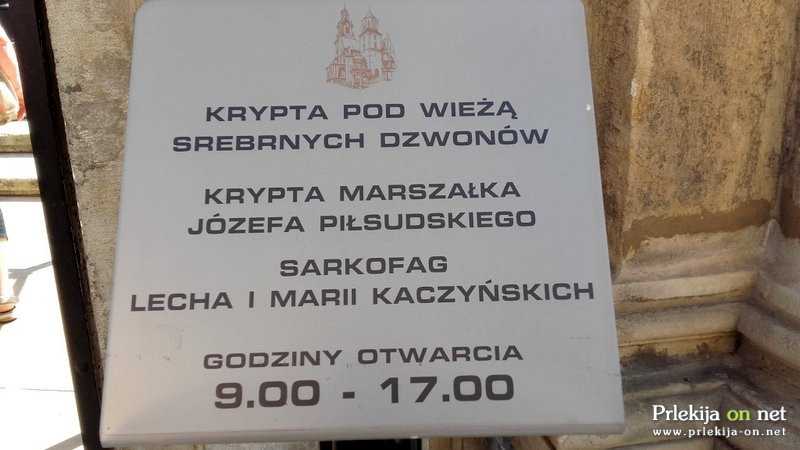 KRYPTA POD WIEŻĄ
SREBRNYCH DZWONÓW
KRYPTA MARSZAŁKA
JÓZEFA PIŁSUDSKIEGO
SARKOFAG
LECHA I MARII KACZYŃSKICH
GODZINY OTWARCIA
9.00 - 17.00
Prlekija on net
www.prlekija-on.net